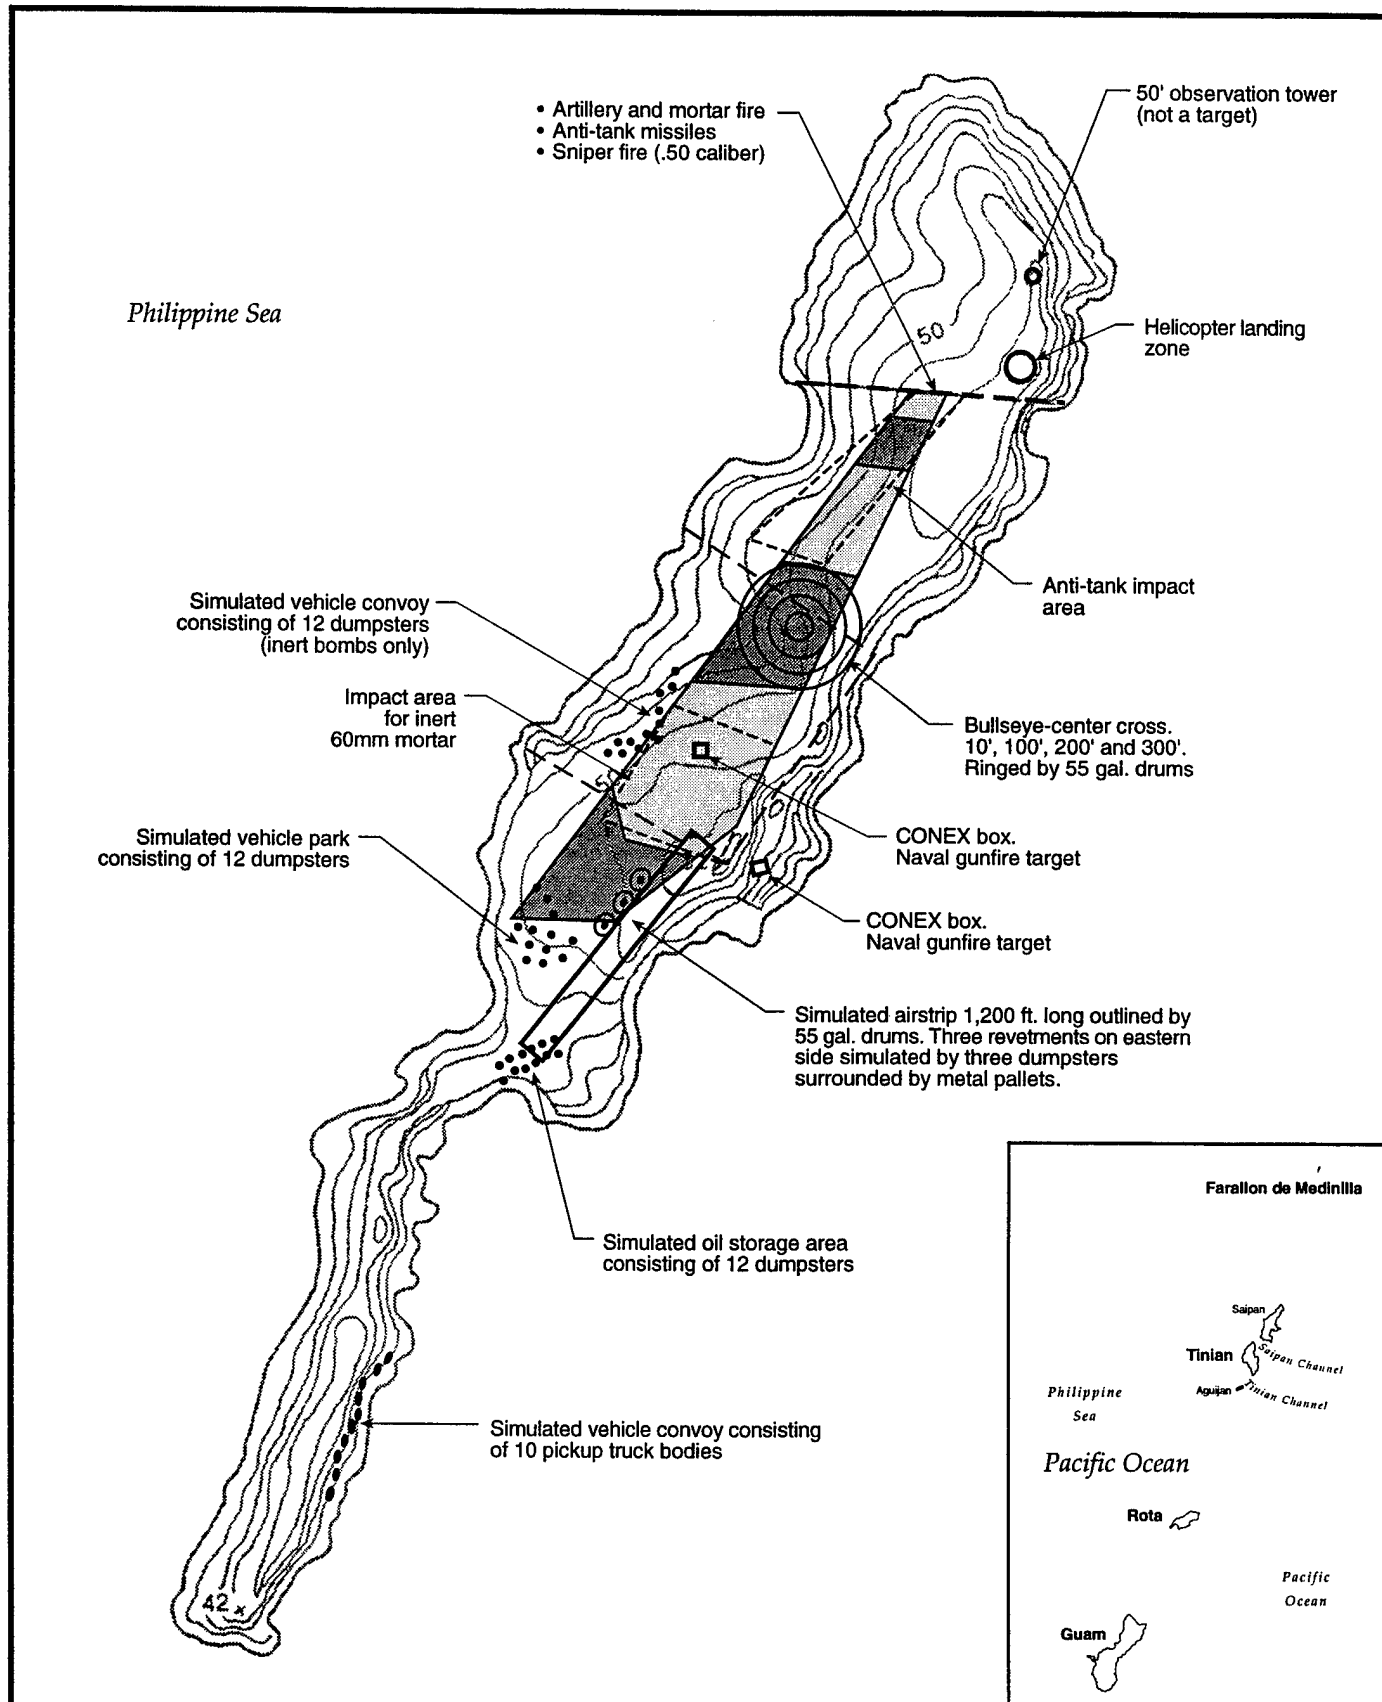 • Artillery and mortar fire
• Anti-tank missiles
• Sniper fire (.50 caliber)
50' observation tower
(not a target)
Philippine Sea
Helicopter landing
zone
50
Anti-tank impact
area
Simulated vehicle convoy
consisting of 12 dumpsters
(inert bombs only)
Impact area
for inert
60mm mortar
Bullseye-center cross.
10', 100', 200' and 300'.
Ringed by 55 gal. drums
Simulated vehicle park
consisting of 12 dumpsters
CONEX box.
Naval gunfire target
CONEX box.
Naval gunfire target
Simulated airstrip 1,200 ft. long outlined by
55 gal. drums. Three revetments on eastern
side simulated by three dumpsters
surrounded by metal pallets.
Simulated oil storage area
consisting of 12 dumpsters
Simulated vehicle convoy consisting
of 10 pickup truck bodies
42 x
Farallon de Medinilla
Saipan
Tinian
Saipan Channel
Aguijan
Tinian Channel
Philippine
Sea
Pacific Ocean
Rota
Pacific
Ocean
Guam